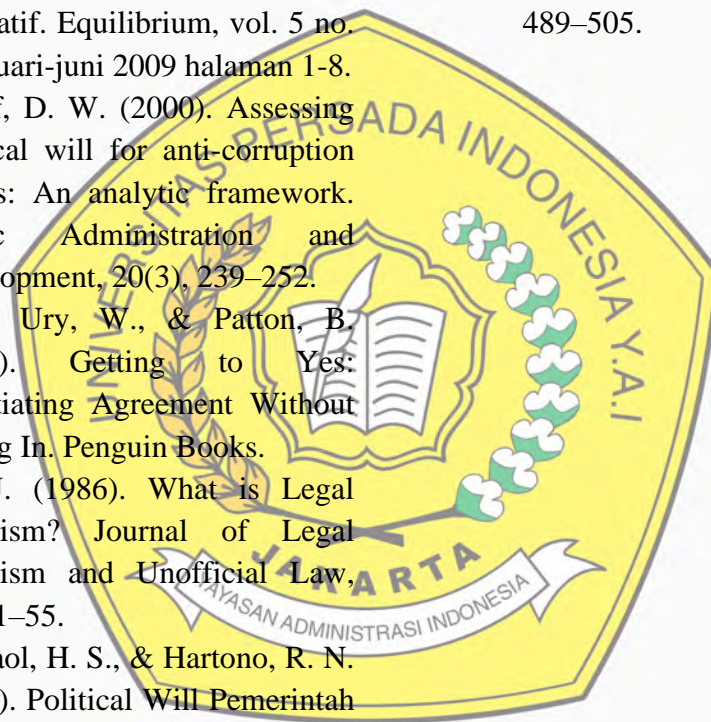 atif. Equilibrium, vol. 5 no.
uari-juni 2009 halaman 1-8.
f, D. W. (2000). Assessing
cal will for anti-corruption
s: An analytic framework.
c Administration and
opment, 20(3), 239–252.
Ury, W., & Patton, B.
). Getting to Yes:
tiating Agreement Without
g In. Penguin Books.
J. (1986). What is Legal
ism? Journal of Legal
ism and Unofficial Law,
1–55.
aol, H. S., & Hartono, R. N.
). Political Will Pemerintah
489–505.
UNIVERSITAS PERSADA INDONESIA Y.A.I
JAKARTA
YAYASAN ADMINISTRASI INDONESIA